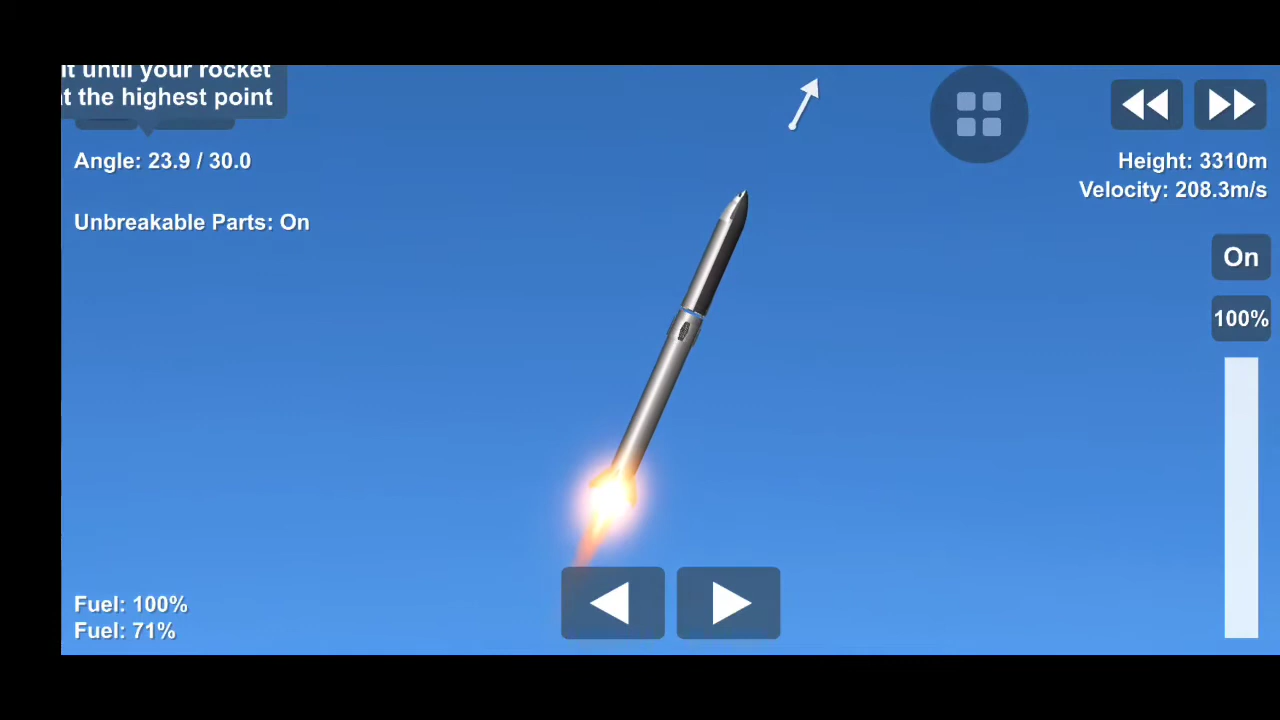 it until your rocket
t the highest point
Angle: 23.9 / 30.0
Unbreakable Parts: On
Height: 3310m
Velocity: 208.3m/s
On
100%
Fuel: 100%
Fuel: 71%